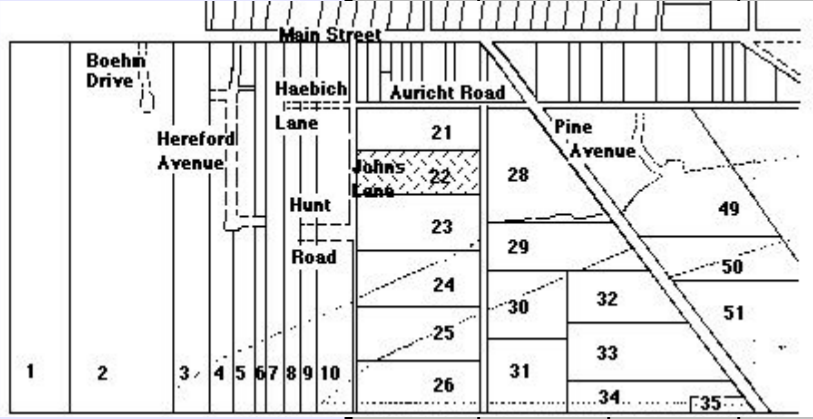 Main Street
Boehm
Drive
Haebich
Lane
Auricht Road
Hereford
Avenue
Pine
Avenue
21
Johns
Lane
22
28
Hunt
Road
23
49
29
50
24
30
32
51
25
33
1
2
3
4
5
6
7
8
9
10
31
26
34
35